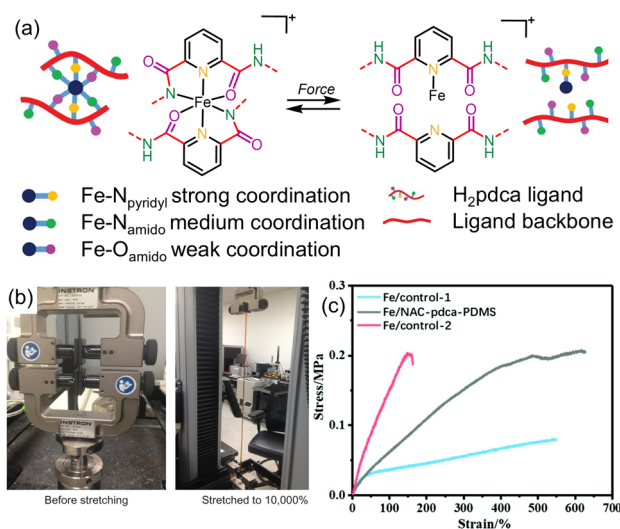 (a)
+
+
O
N
H
N
O
N
Fe
O
N
N
H
N
O
Force
H
N
O
N
O
H
N
Fe
H
N
O
N
O
H
N
Fe-Npyridyl strong coordination
H2pdca ligand
Fe-Namido medium coordination
Ligand backbone
Fe-Oamido weak coordination
(b)
INSTRON
INSTRON
Before stretching
Stretched to 10,000%
(c)
Fe/control-1
Fe/NAC-pdca-PDMS
Fe/control-2
Stress/MPa
0.3
0.2
0.1
0.0
0 100 200 300 400 500 600 700
Strain/%